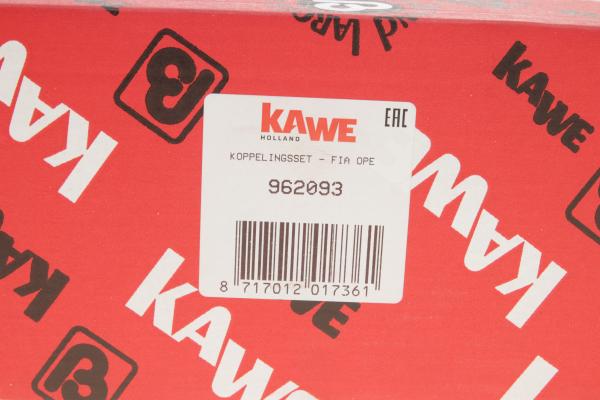 KAWE
HOLLAND
EAC
KOPPELINGSSET - FIA OPE
962093
8 717012 017361
KAWE
KAWE
KAWE
KAWE